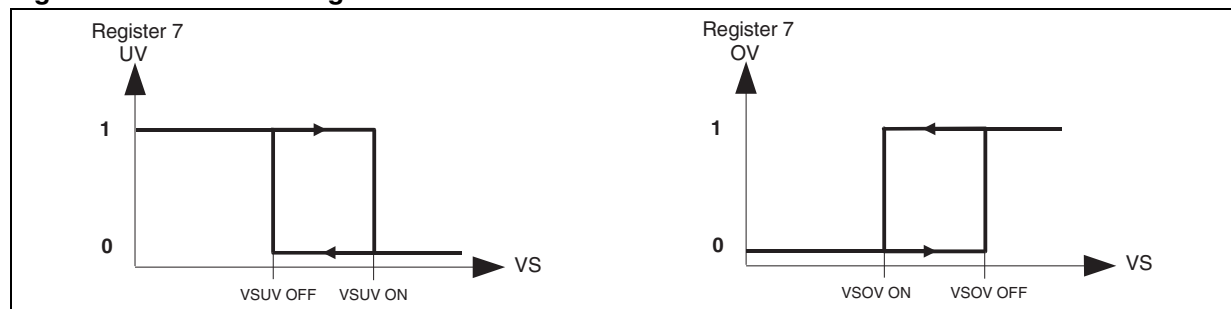 Register 7
UV
1
0
VS
VSUV OFF
VSUV ON
Register 7
OV
1
0
VS
VSOV ON
VSOV OFF